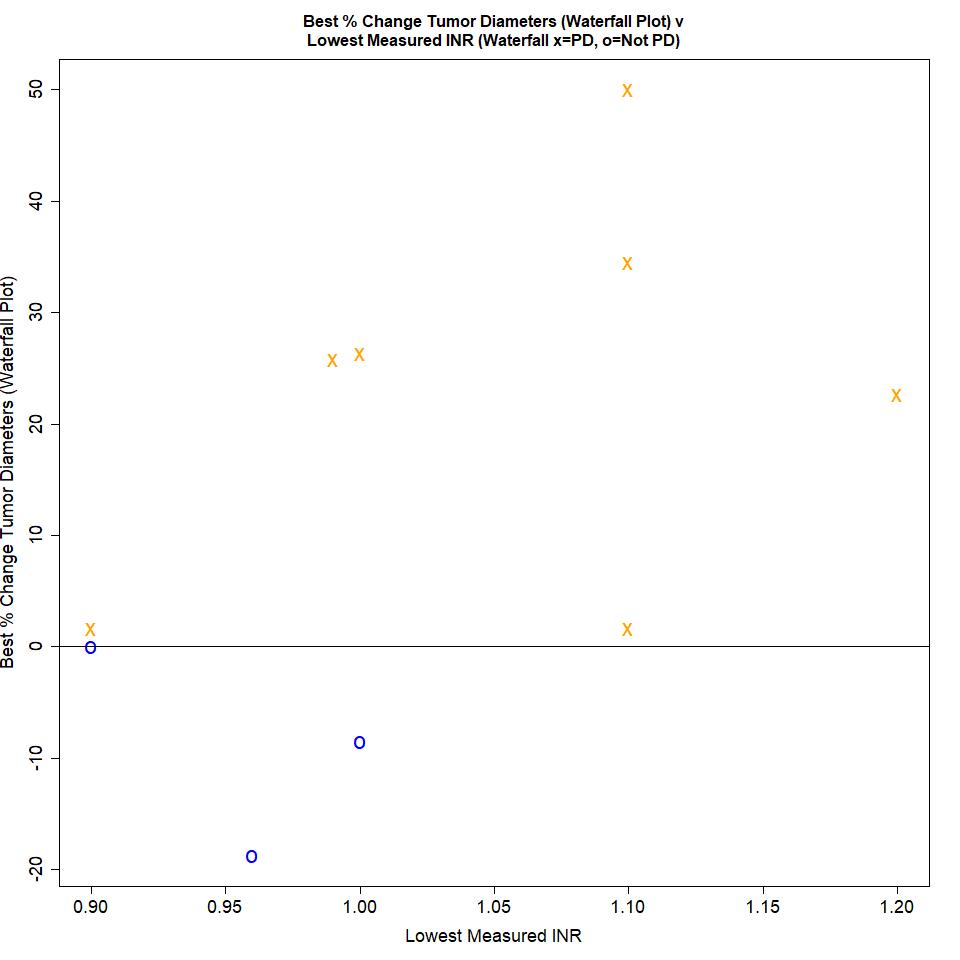 Best % Change Tumor Diameters (Waterfall Plot) v
Lowest Measured INR (Waterfall x=PD, o=Not PD)
Best % Change Tumor Diameters (Waterfall Plot)
50
40
30
20
10
0
-10
-20
x
x
x
x
x
x
x
o
o
o
0.90
0.95
1.00
1.05
1.10
1.15
1.20
Lowest Measured INR